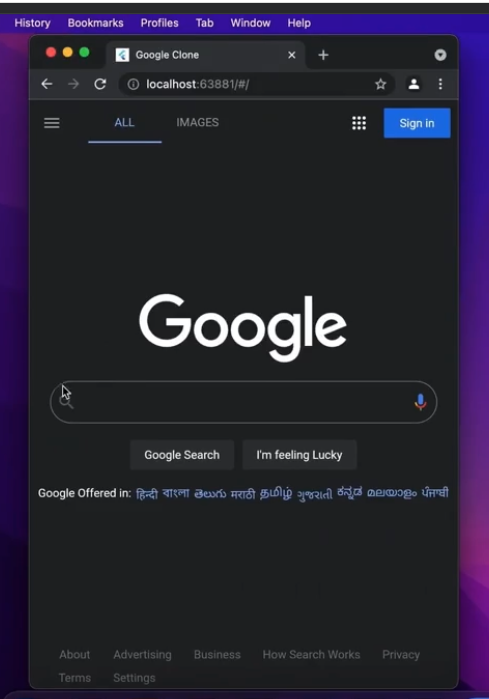 History Bookmarks Profiles Tab Window Help
Google Clone
localhost:63881/#/
ALL IMAGES Sign in
Google
Google Search I'm feeling Lucky
Google Offered in: हिन्दी বাংলা తెలుగు मराठी தமிழ் ગુજરાતી ಕನ್ನಡ മലയാളം ਪੰਜਾਬੀ
About Advertising Business How Search Works Privacy
Terms Settings